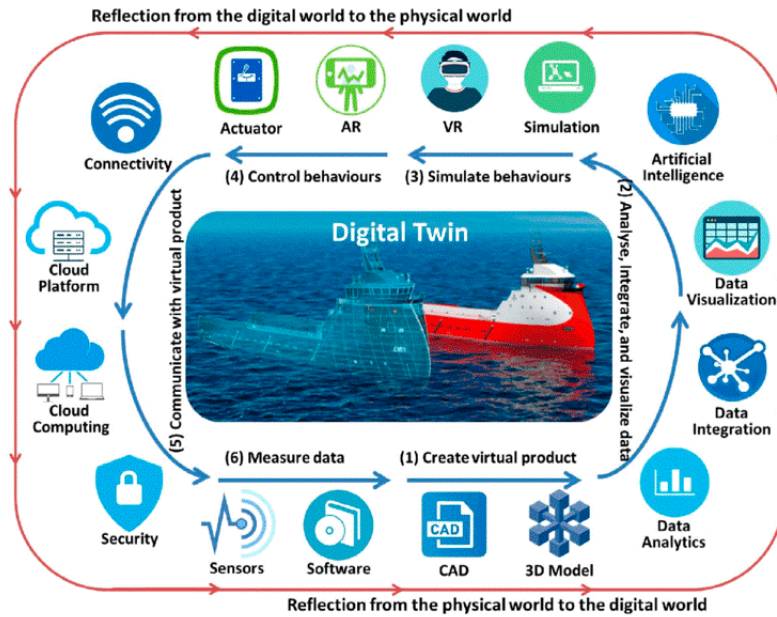 Reflection from the digital world to the physical world
Actuator
AR
VR
Simulation
Connectivity
Artificial
Intelligence
(4) Control behaviours
(3) Simulate behaviours
(2) Analyse, Integrate, and visualize data
Digital Twin
Cloud
Platform
Data
Visualization
(5) Communicate with virtual product
Cloud
Computing
Data
Integration
(6) Measure data
(1) Create virtual product
Security
Sensors
Software
CAD
CAD
3D Model
Data
Analytics
Reflection from the physical world to the digital world